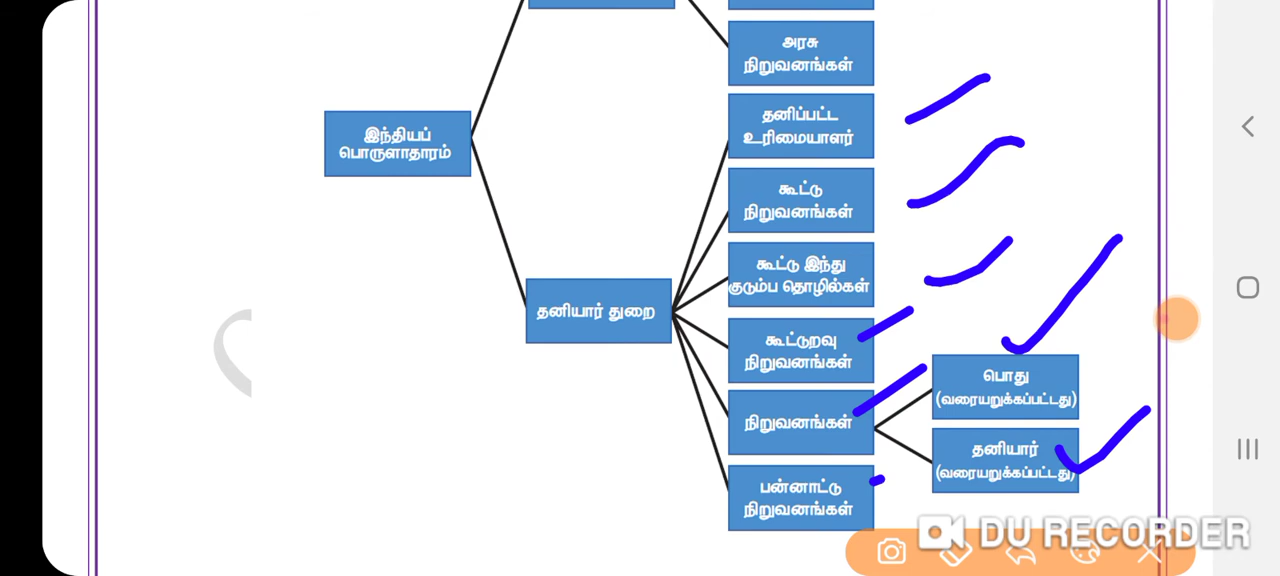 அரசு
நிறுவனங்கள்
தனிப்பட்ட
உரிமையாளர்
இந்தியப்
பொருளாதாரம்
கூட்டு
நிறுவனங்கள்
கூட்டு இந்து
குடும்ப தொழில்கள்
தனியார் துறை
கூட்டுறவு
நிறுவனங்கள்
பொது
(வரையறுக்கப்பட்டது)
நிறுவனங்கள்
தனியார்
(வரையறுக்கப்பட்டது)
பன்னாட்டு
நிறுவனங்கள்
DU RECORDER